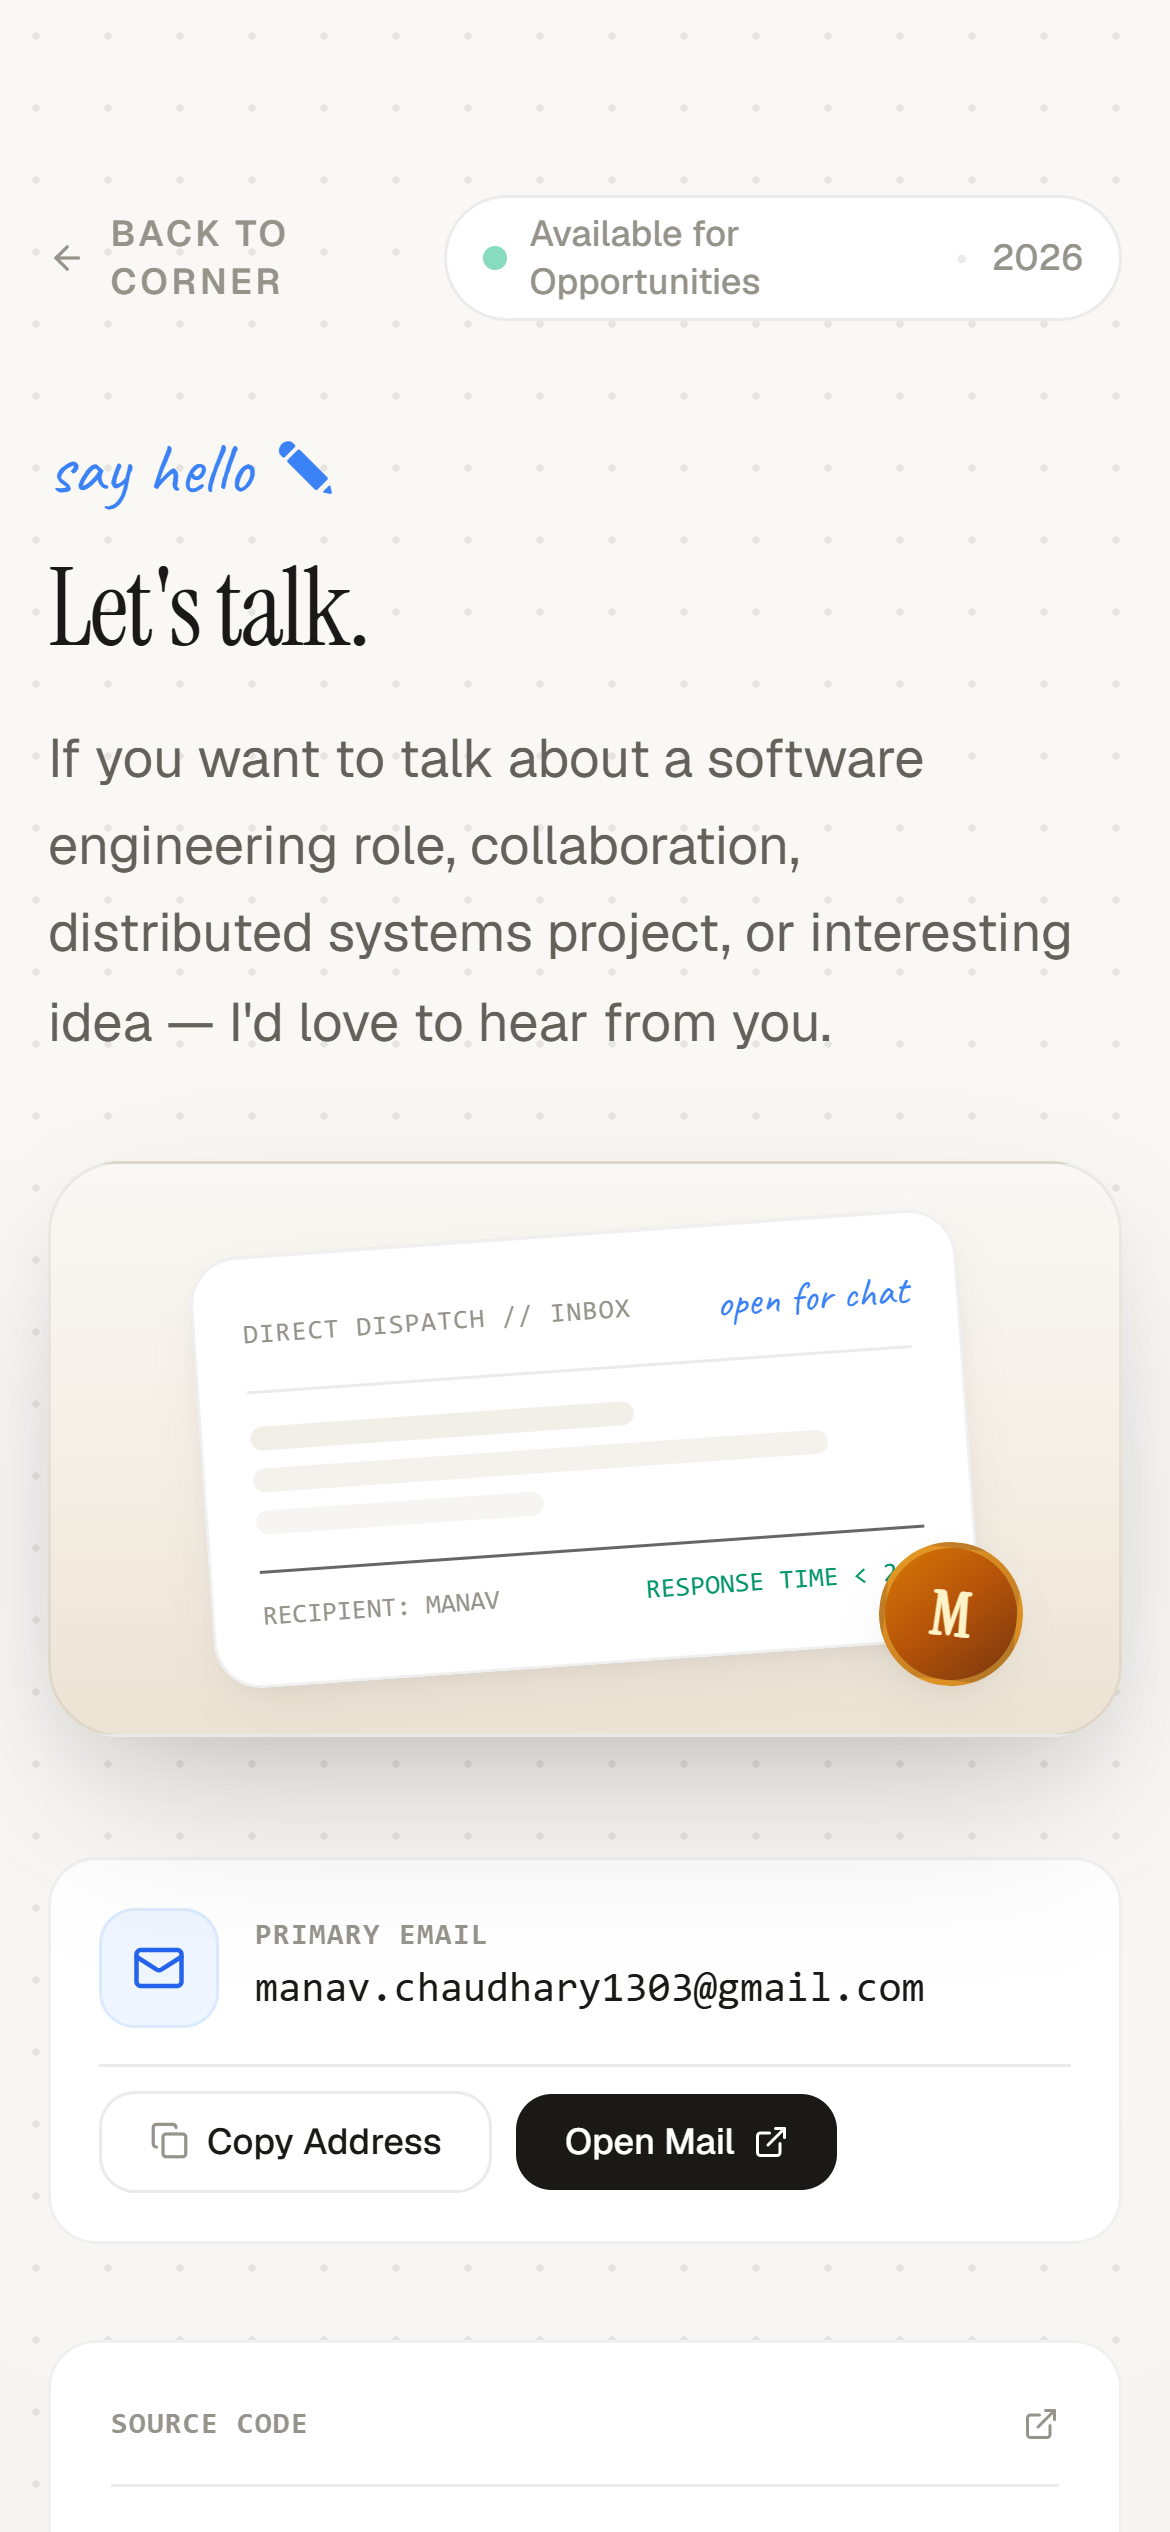 BACK TO
CORNER
Available for
Opportunities
2026
say hello
Let's talk.
If you want to talk about a software
engineering role, collaboration,
distributed systems project, or interesting
idea — I'd love to hear from you.
DIRECT DISPATCH // INBOX
open for chat
RECIPIENT: MANAV
RESPONSE TIME < 2
M
PRIMARY EMAIL
manav.chaudhary1303@gmail.com
Copy Address
Open Mail
SOURCE CODE